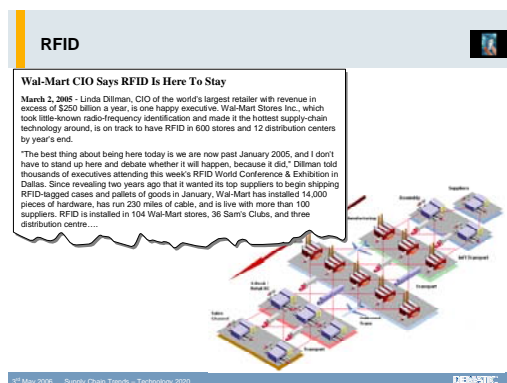 RFID
Wal-Mart CIO Says RFID Is Here To Stay
March 2, 2005 - Linda Dillman, CIO of the world's largest retailer with revenue in
excess of $250 billion a year, is one happy executive. Wal-Mart Stores Inc., which
took little-known radio-frequency identification and made it the hottest supply-chain
technology around, is on track to have RFID in 600 stores and 12 distribution centers
by year's end.
"The best thing about being here today is we are now past January 2005, and I don't
have to stand up here and debate whether it will happen, because it did," Dillman told
thousands of executives attending this week's RFID World Conference & Exhibition in
Dallas. Since revealing two years ago that it wanted its top suppliers to begin shipping
RFID-tagged cases and pallets of goods in January, Wal-Mart has installed 14,000
pieces of hardware, has run 230 miles of cable, and is live with more than 100
suppliers. RFID is installed in 104 Wal-Mart stores, 36 Sam's Clubs, and three
distribution centre….
Suppliers
Assembly
Transport
Transport
3rd May 2006 Supply Chain Trends – Technology 2020
DEMATIC